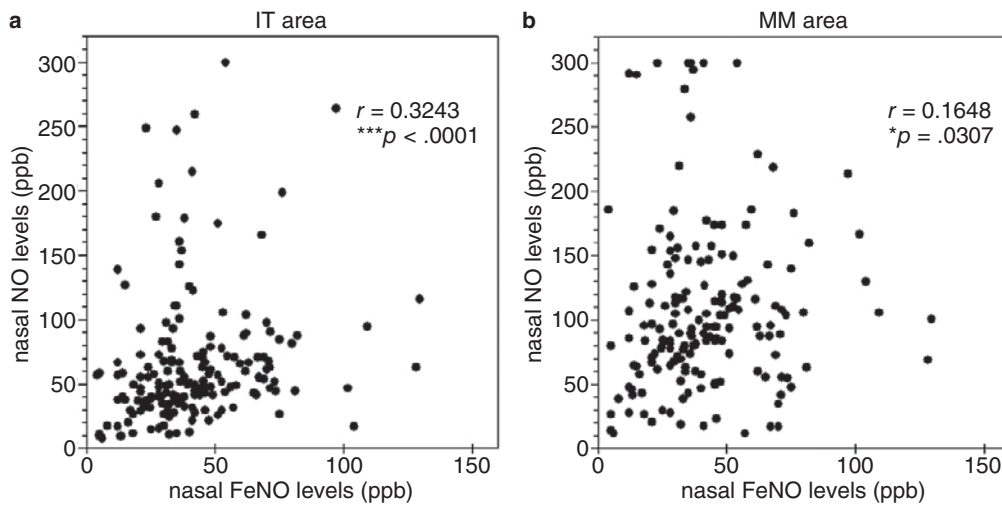 a
IT area
nasal NO levels (ppb)
300
250
200
150
100
50
0
r = 0.3243
***p < .0001
0 50 100 150
nasal FeNO levels (ppb)
b
MM area
nasal NO levels (ppb)
300
250
200
150
100
50
0
r = 0.1648
*p = .0307
0 50 100 150
nasal FeNO levels (ppb)